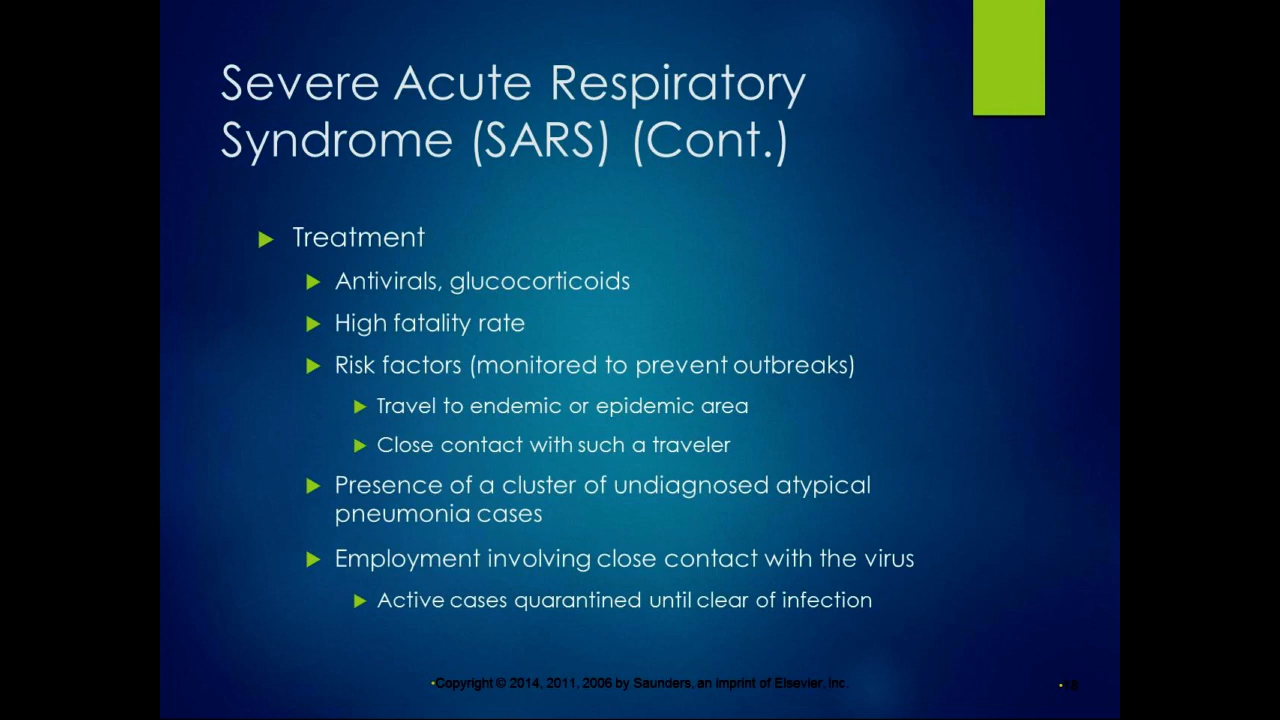 Severe Acute Respiratory
Syndrome (SARS) (Cont.)
Treatment
Antivirals, glucocorticoids
High fatality rate
Risk factors (monitored to prevent outbreaks)
Travel to endemic or epidemic area
Close contact with such a traveler
Presence of a cluster of undiagnosed atypical
pneumonia cases
Employment involving close contact with the virus
Active cases quarantined until clear of infection
•Copyright © 2014, 2011, 2006 by Saunders, an imprint of Elsevier, Inc.